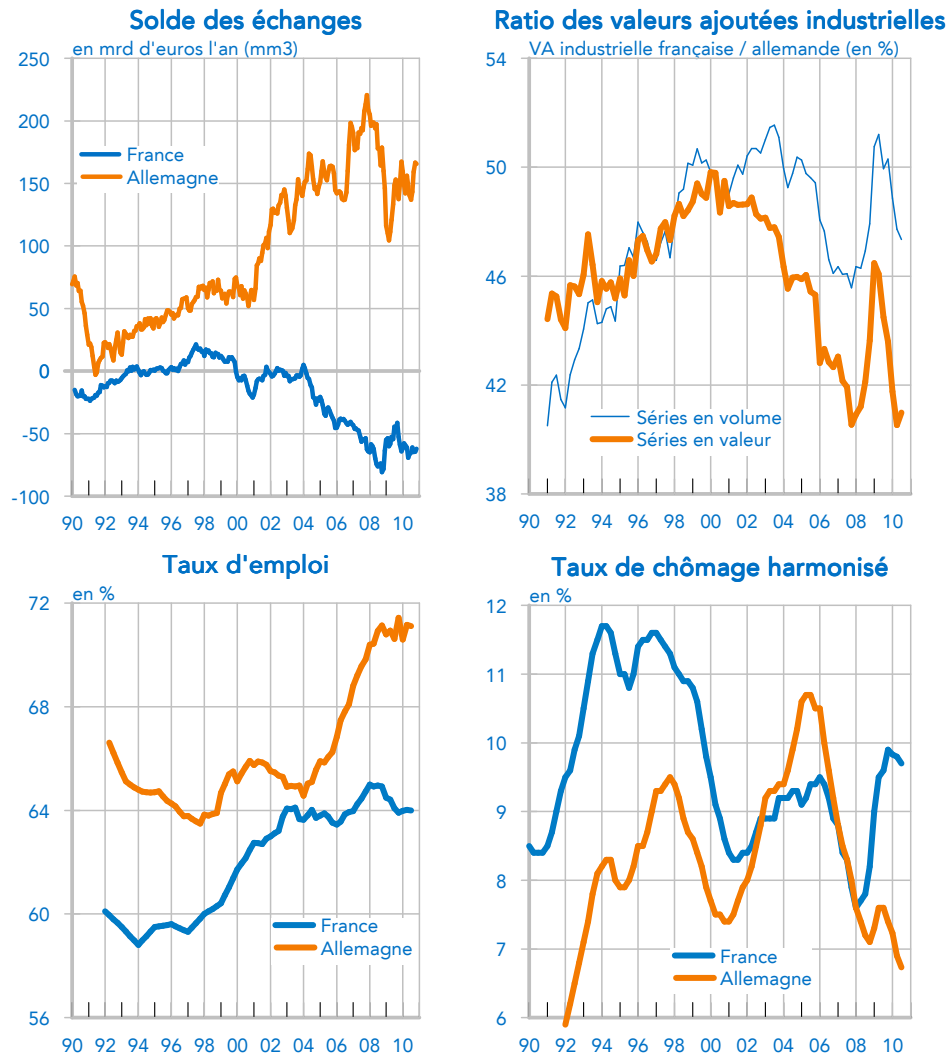 Solde des échanges
en mrd d'euros l'an (mm3)
250
200
150
100
50
0
-50
-100
France
Allemagne
90 92 94 96 98 00 02 04 06 08 10
Ratio des valeurs ajoutées industrielles
VA industrielle française / allemande (en %)
54
50
46
42
38
Séries en volume
Séries en valeur
90 92 94 96 98 00 02 04 06 08 10
Taux d'emploi
en %
72
68
64
60
56
France
Allemagne
90 92 94 96 98 00 02 04 06 08 10
Taux de chômage harmonisé
en %
12
11
10
9
8
7
6
France
Allemagne
90 92 94 96 98 00 02 04 06 08 10